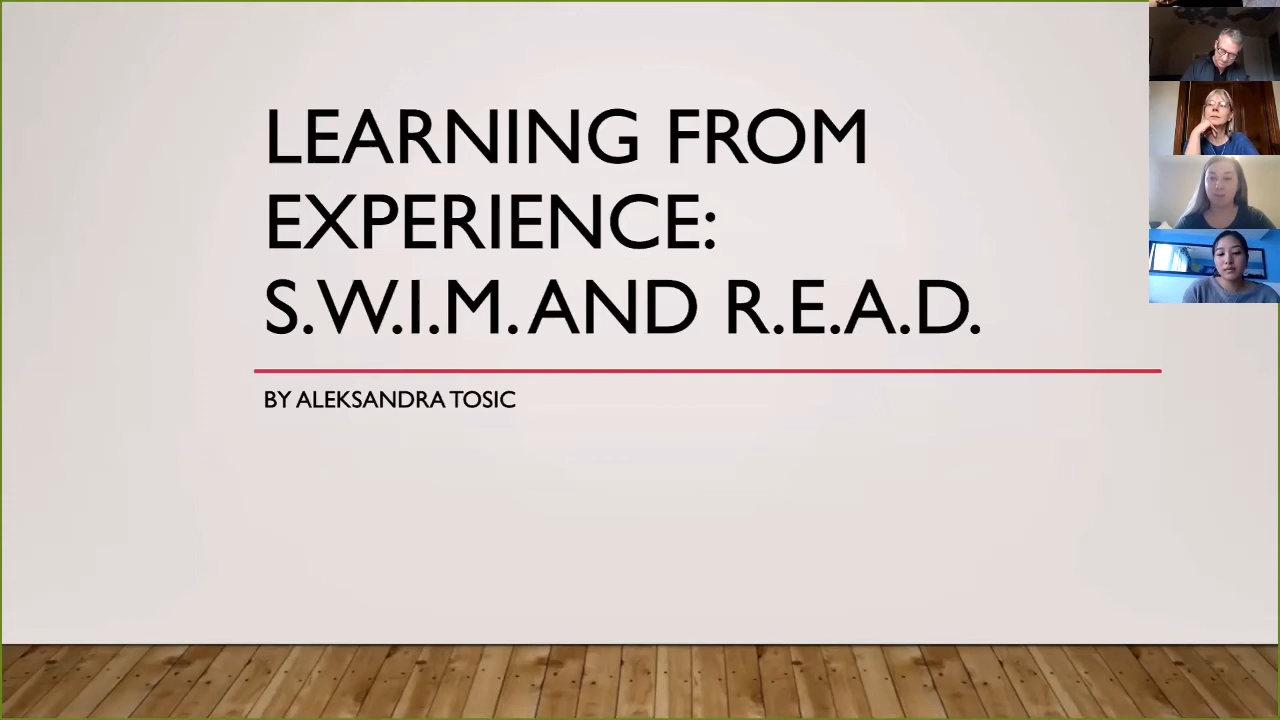 LEARNING FROM
EXPERIENCE:
S.W.I.M. AND R.E.A.D.
BY ALEKSANDRA TOSIC